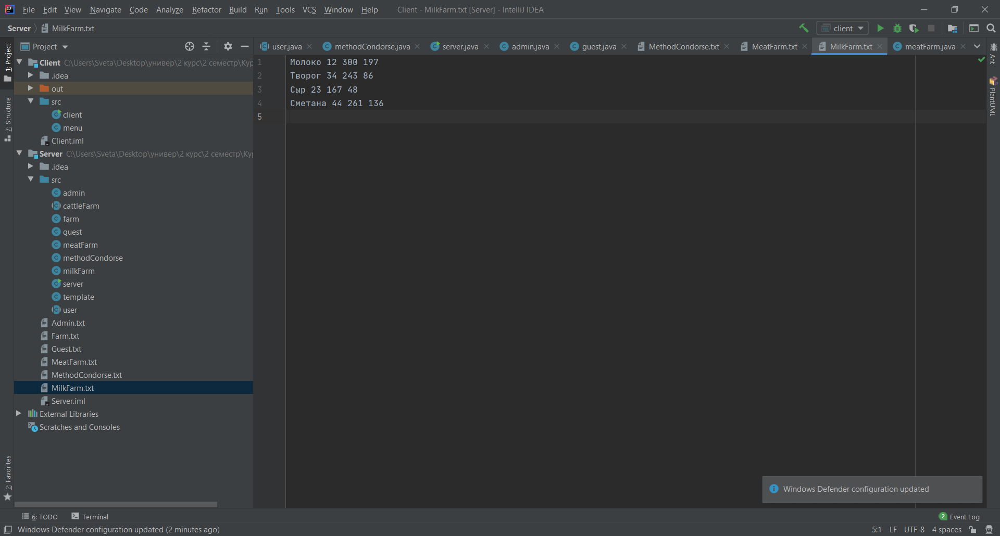 File Edit View Navigate Code Analyze Refactor Build Run Tools VCS Window Help Client - MilkFarm.txt [Server] - IntelliJ IDEA
Server MilkFarm.txt client
Project
user.java methodCondorse.java server.java admin.java guest.java MethodCondorse.txt MeatFarm.txt MilkFarm.txt meatFarm.java
1: Project
7: Structure
2: Favorites
Client C:\Users\Sveta\Desktop\универ\2 курс\2 семестр\Кур
.idea
out
src
client
menu
Client.iml
Server C:\Users\Sveta\Desktop\универ\2 курс\2 семестр\Кур
.idea
src
admin
cattleFarm
farm
guest
meatFarm
methodCondorse
milkFarm
server
template
user
Admin.txt
Farm.txt
Guest.txt
MeatFarm.txt
MethodCondorse.txt
MilkFarm.txt
Server.iml
External Libraries
Scratches and Consoles
1 Молоко 12 300 197
2 Творог 34 243 86
3 Сыр 23 167 48
4 Сметана 44 261 136
5
Ant
PlantUML
Windows Defender configuration updated
6: TODO Terminal 2 Event Log
Windows Defender configuration updated (2 minutes ago) 5:1 LF UTF-8 4 spaces